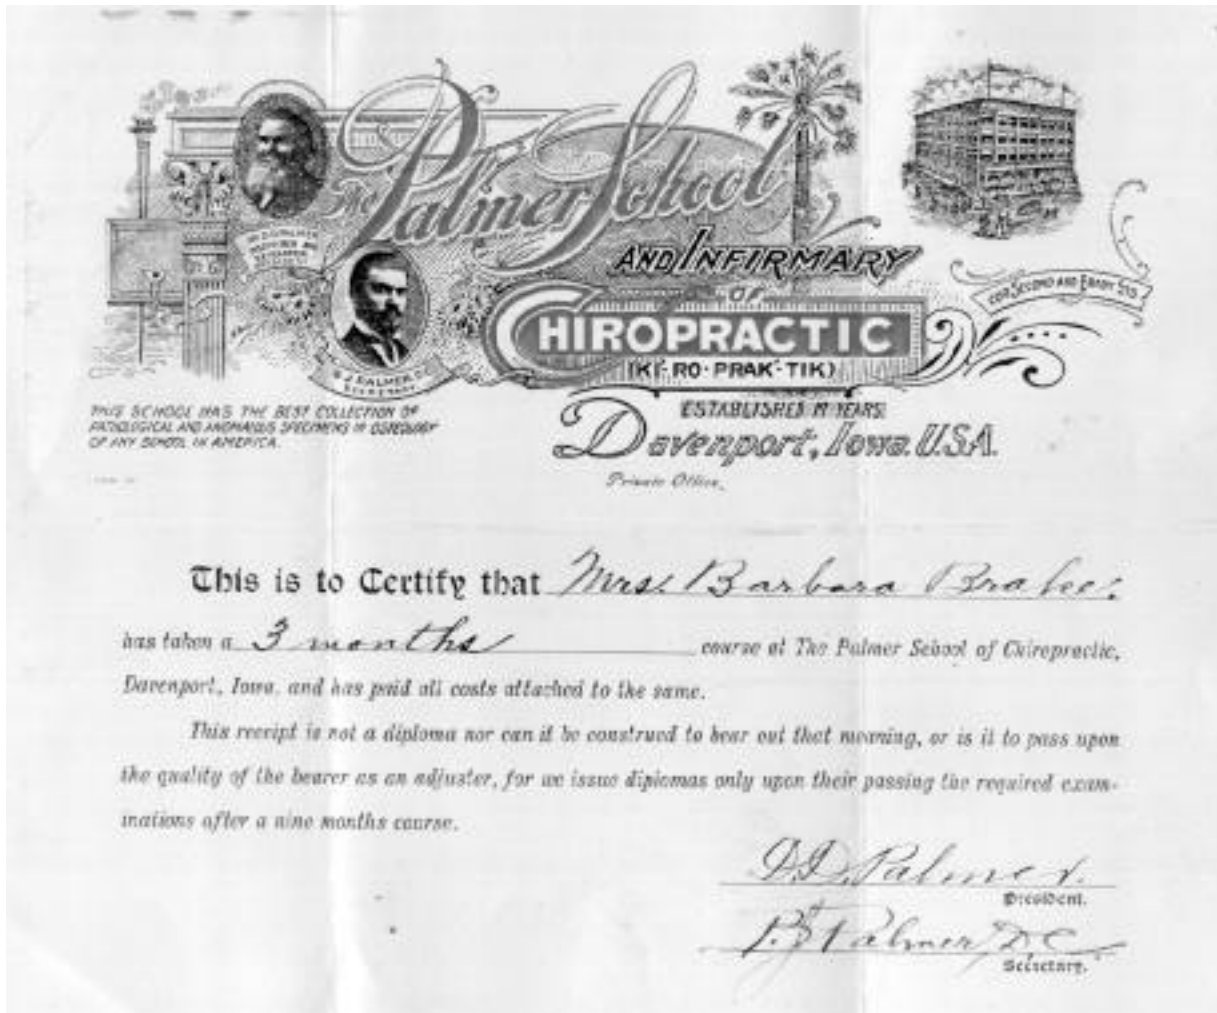 The Palmer School
AND INFIRMARY
OF
CHIROPRACTIC
(KI-RO-PRAK-TIK)
COR. SECOND AND BRADY STS.
B.J. PALMER, D.C.
SECRETARY
THIS SCHOOL HAS THE BEST COLLECTION OF
PATHOLOGICAL AND ANOMALOUS SPECIMENS OF OSTEOLOGY
OF ANY SCHOOL IN AMERICA.
ESTABLISHED YEARS
Davenport, Iowa. U.S.A.
Private Office.
This is to Certify that Mrs. Barbara
has taken a 3 months course at The Palmer School of Chiropractic,
Davenport, Iowa, and has paid all costs attached to the same.
This receipt is not a diploma nor can it be construed to bear out that meaning, or is it to pass upon
the quality of the bearer as an adjuster, for we issue diplomas only upon their passing the required exam-
inations after a nine months course.
D.D. Palmer.
President.
B.J. Palmer, D.C.
Secretary.